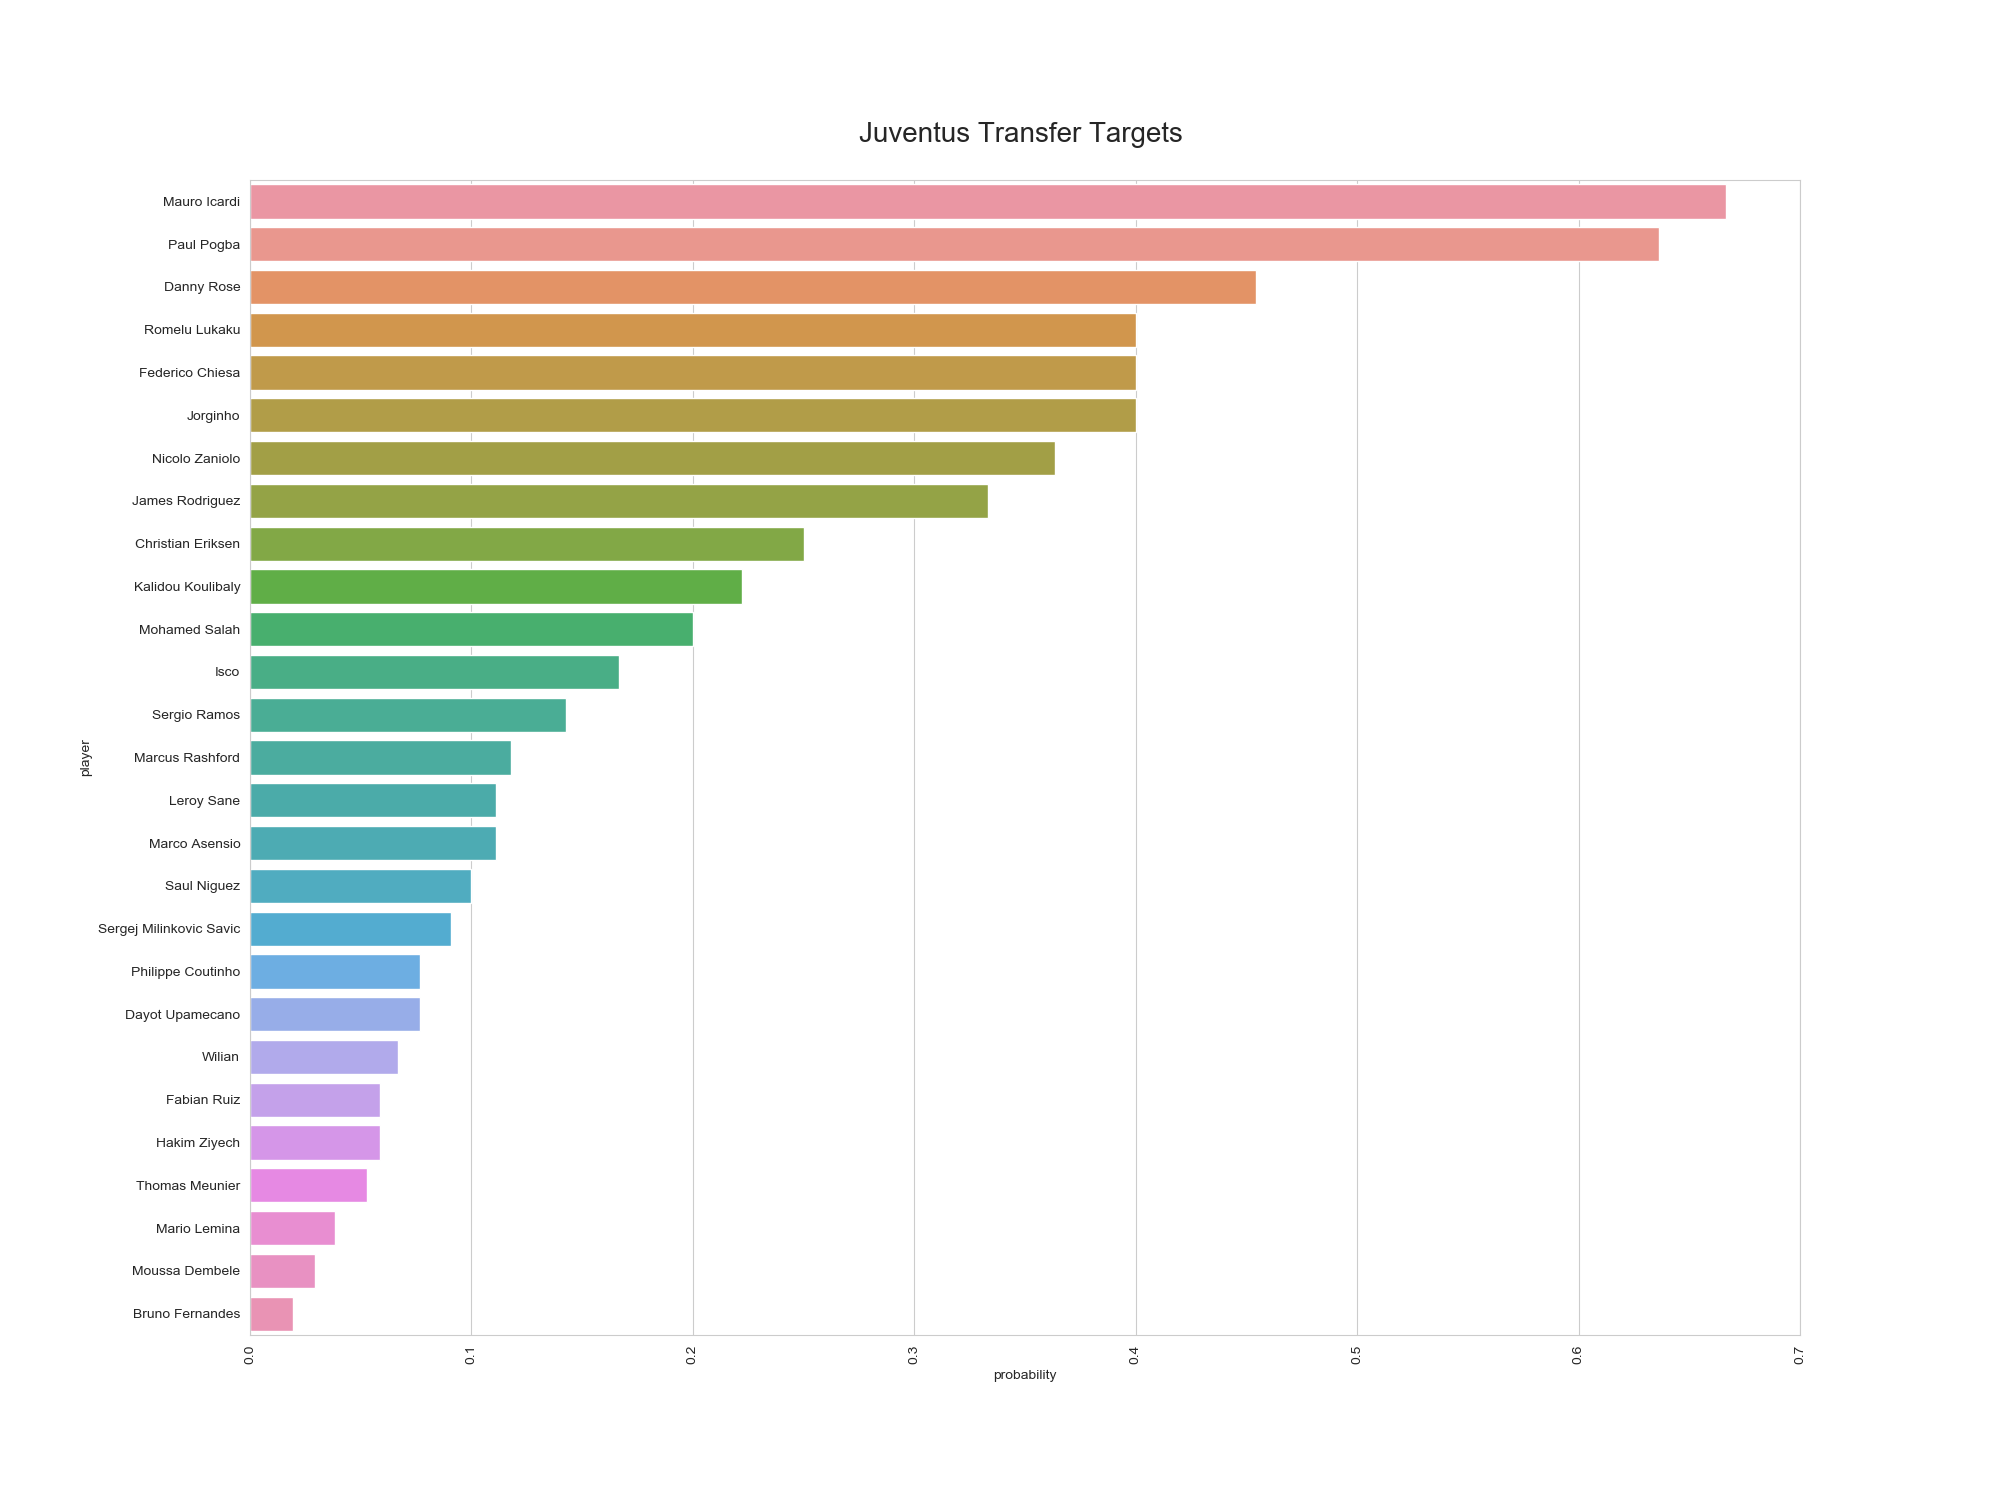 Juventus Transfer Targets
Mauro Icardi
Paul Pogba
Danny Rose
Romelu Lukaku
Federico Chiesa
Jorginho
Nicolo Zaniolo
James Rodriguez
Christian Eriksen
Kalidou Koulibaly
Mohamed Salah
Isco
Sergio Ramos
Marcus Rashford
Leroy Sane
Marco Asensio
Saul Niguez
Sergej Milinkovic Savic
Philippe Coutinho
Dayot Upamecano
Wilian
Fabian Ruiz
Hakim Ziyech
Thomas Meunier
Mario Lemina
Moussa Dembele
Bruno Fernandes
player
0.0 0.1 0.2 0.3 0.4 0.5 0.6 0.7
probability